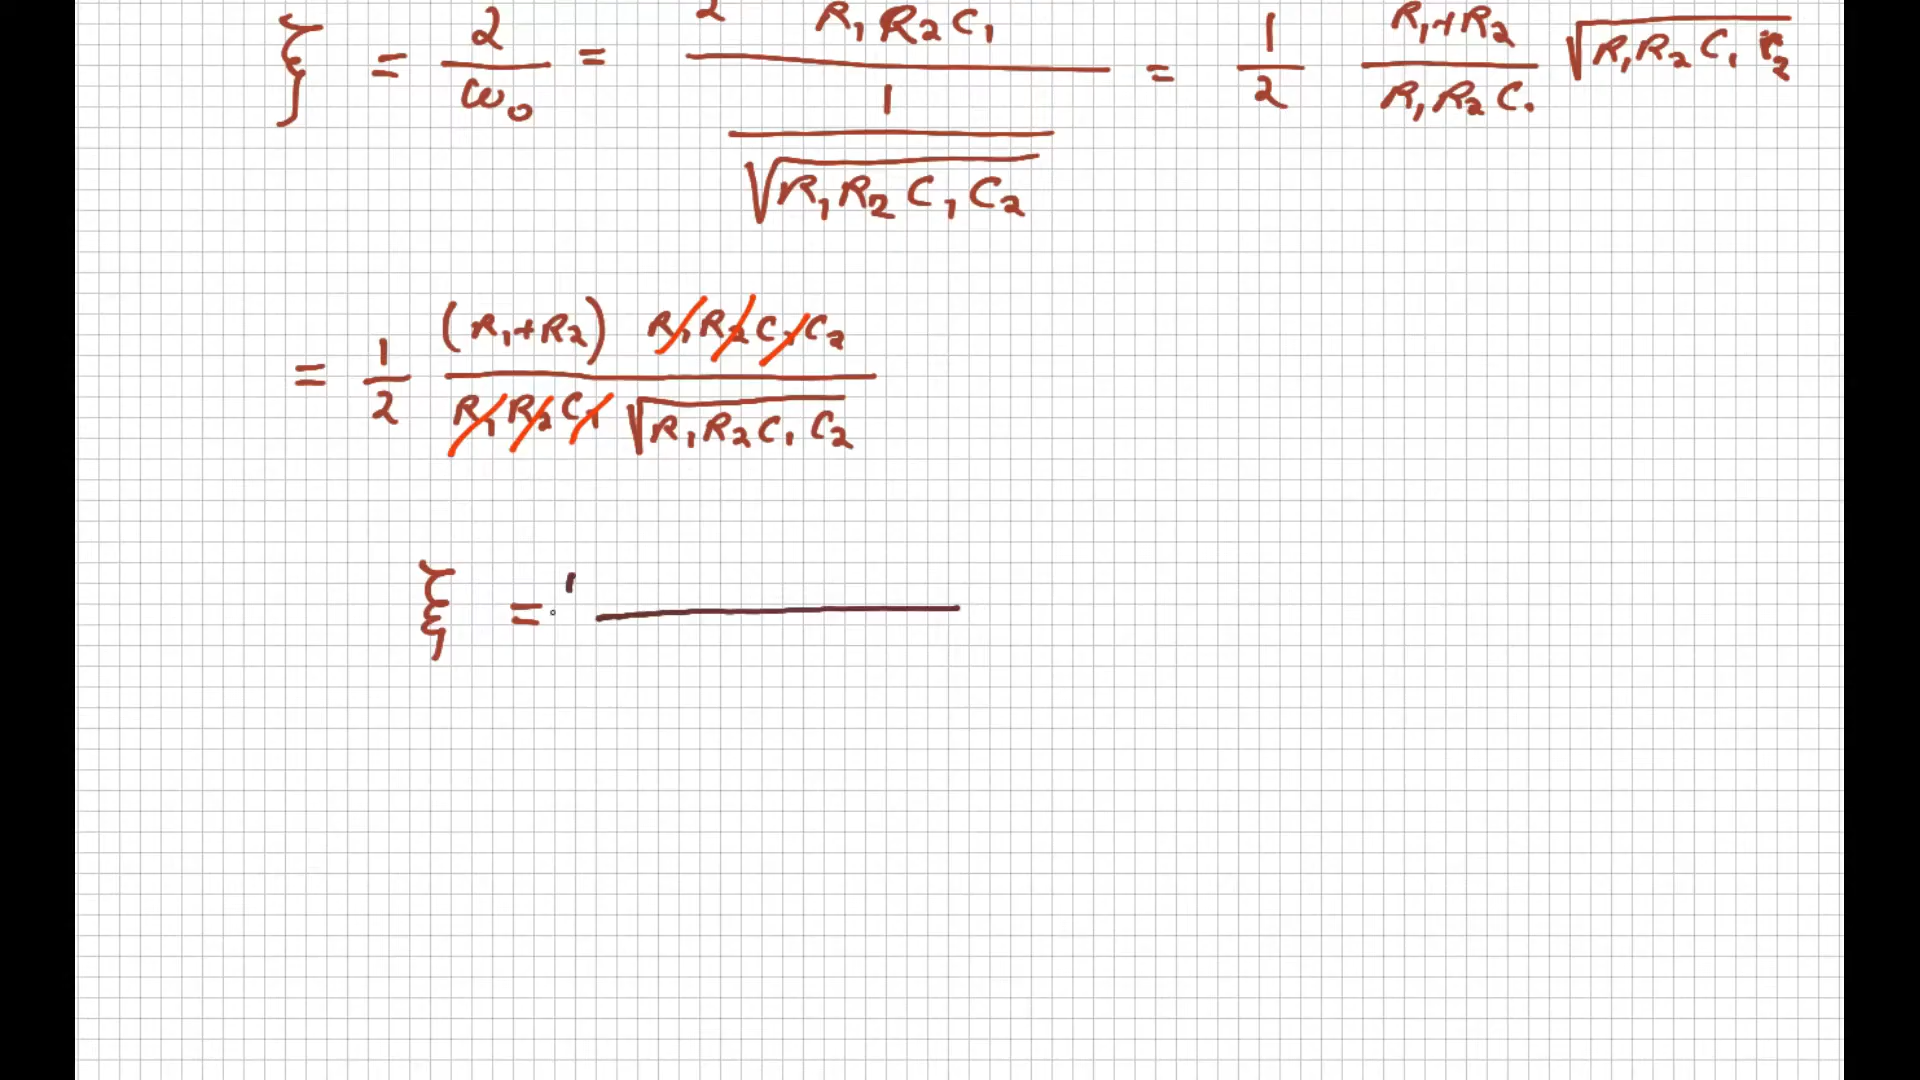 ξ = 2/ω₀ = 2 R₁R₂C₁ / (1/√(R₁R₂C₁C₂)) = 1/2 (R₁+R₂)/(R₁R₂C₁) √(R₁R₂C₁C₂)
= 1/2 (R₁+R₂) R₁R₂C₁C₂ / (R₁R₂C₁ √(R₁R₂C₁C₂))
ξ = 1